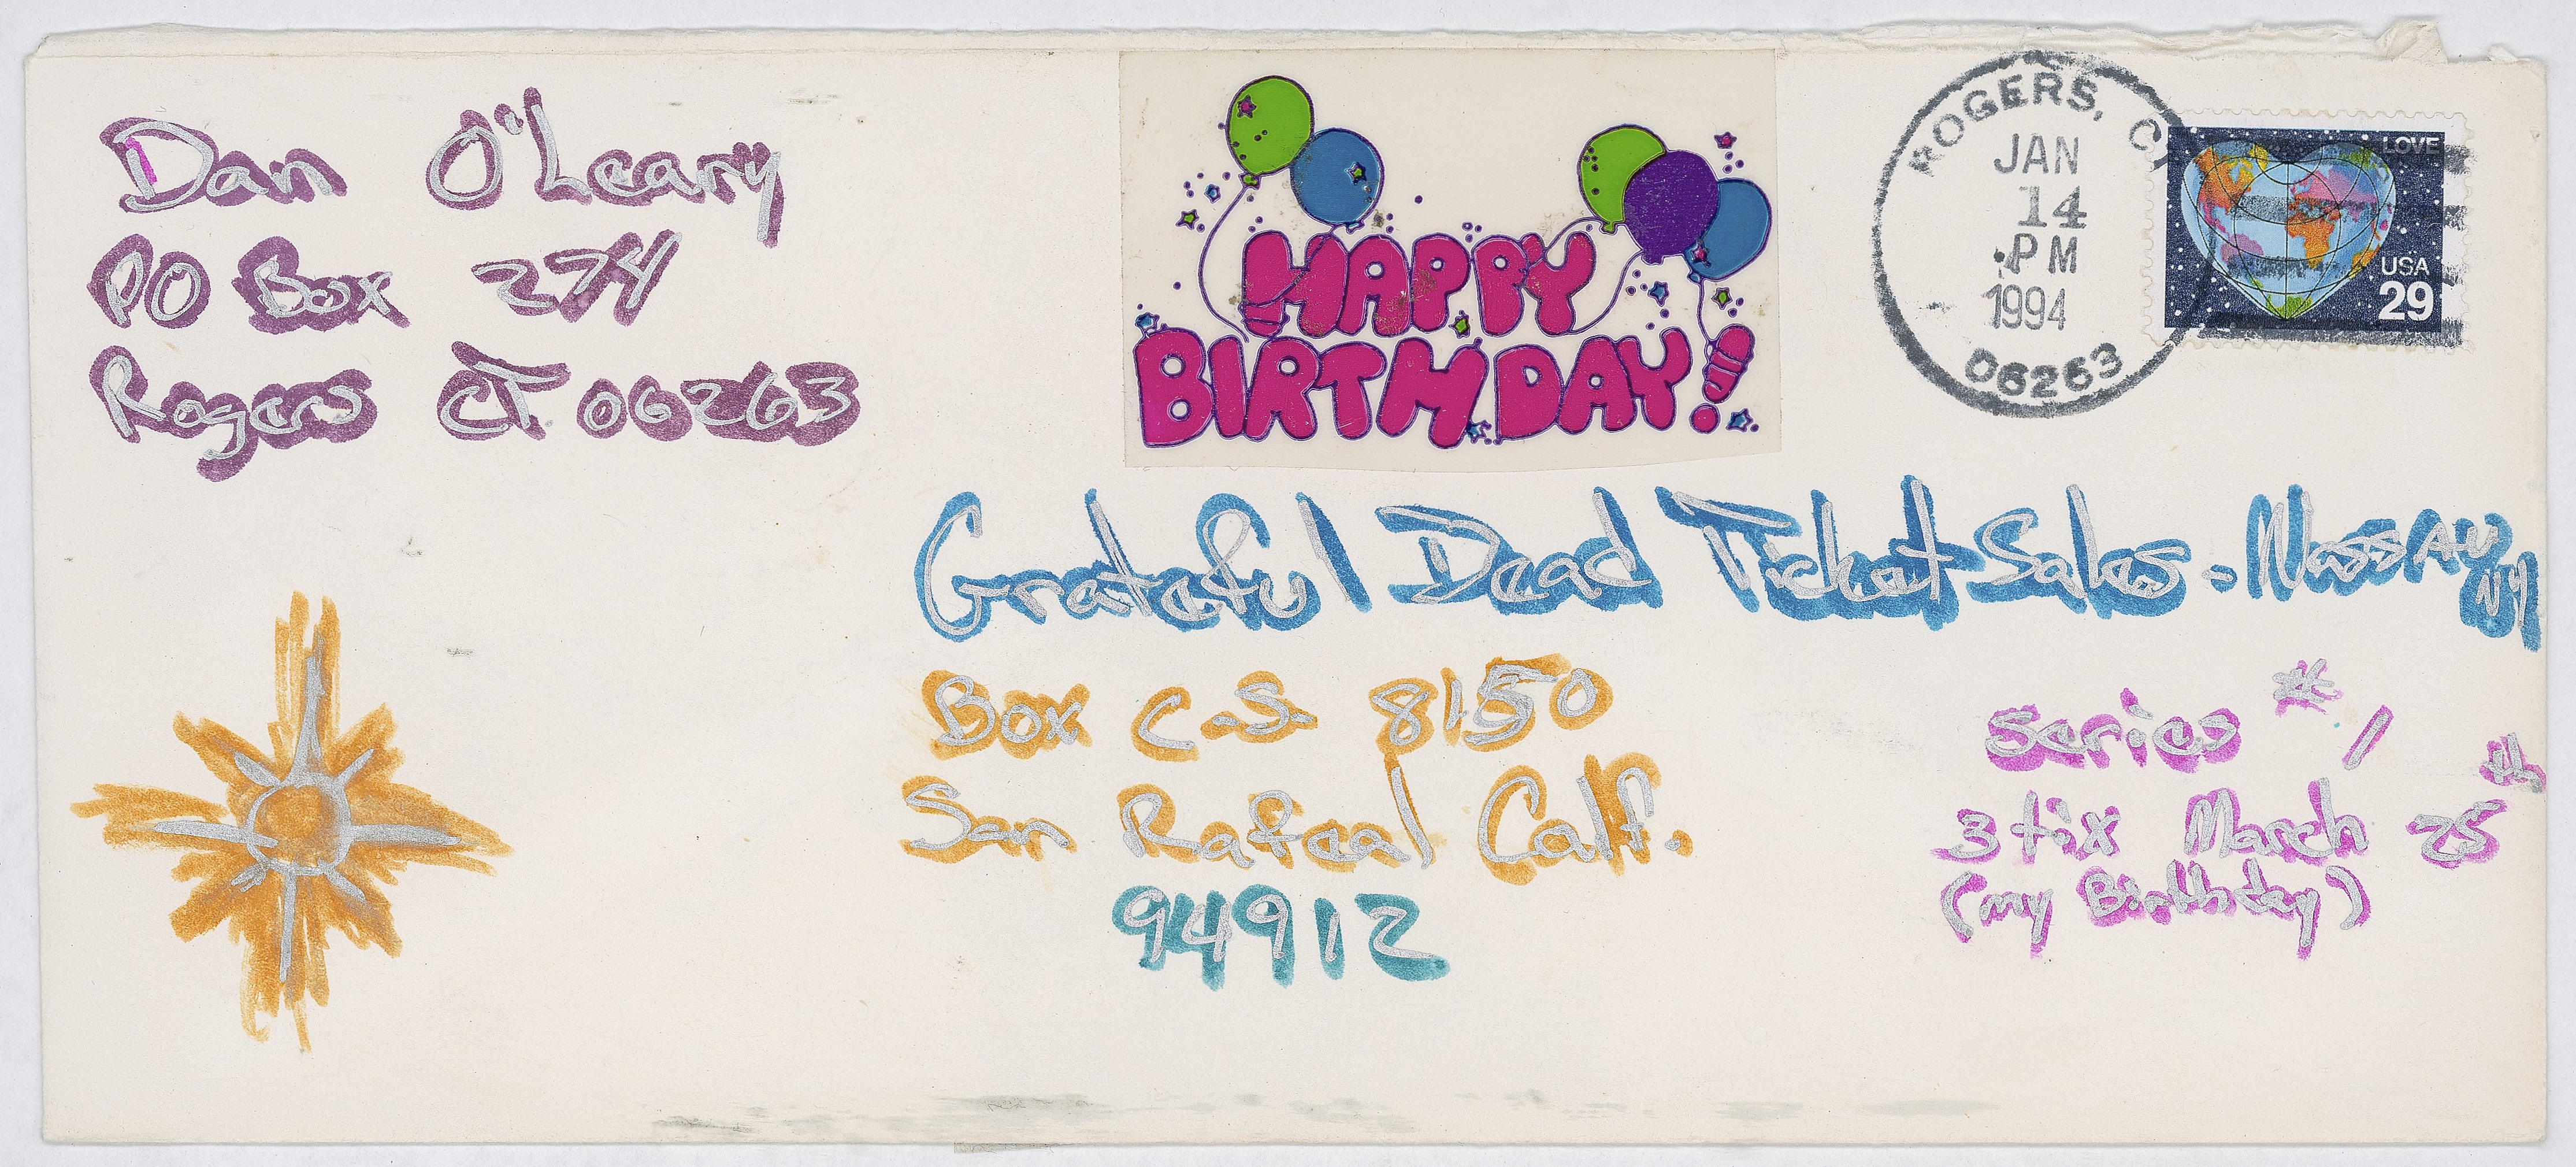 Dan O'Leary
PO Box 274
Rogers CT. 06263
HAPPY
BIRTHDAY!
ROGERS, CT
JAN
14
PM
1994
06263
LOVE
USA
29
Grateful Dead Ticket Sales - Nassau
NY
Box C.S. 8150
San Rafeal Calf.
94912
Series # 1
3 tix March 25th
(my Birthday)